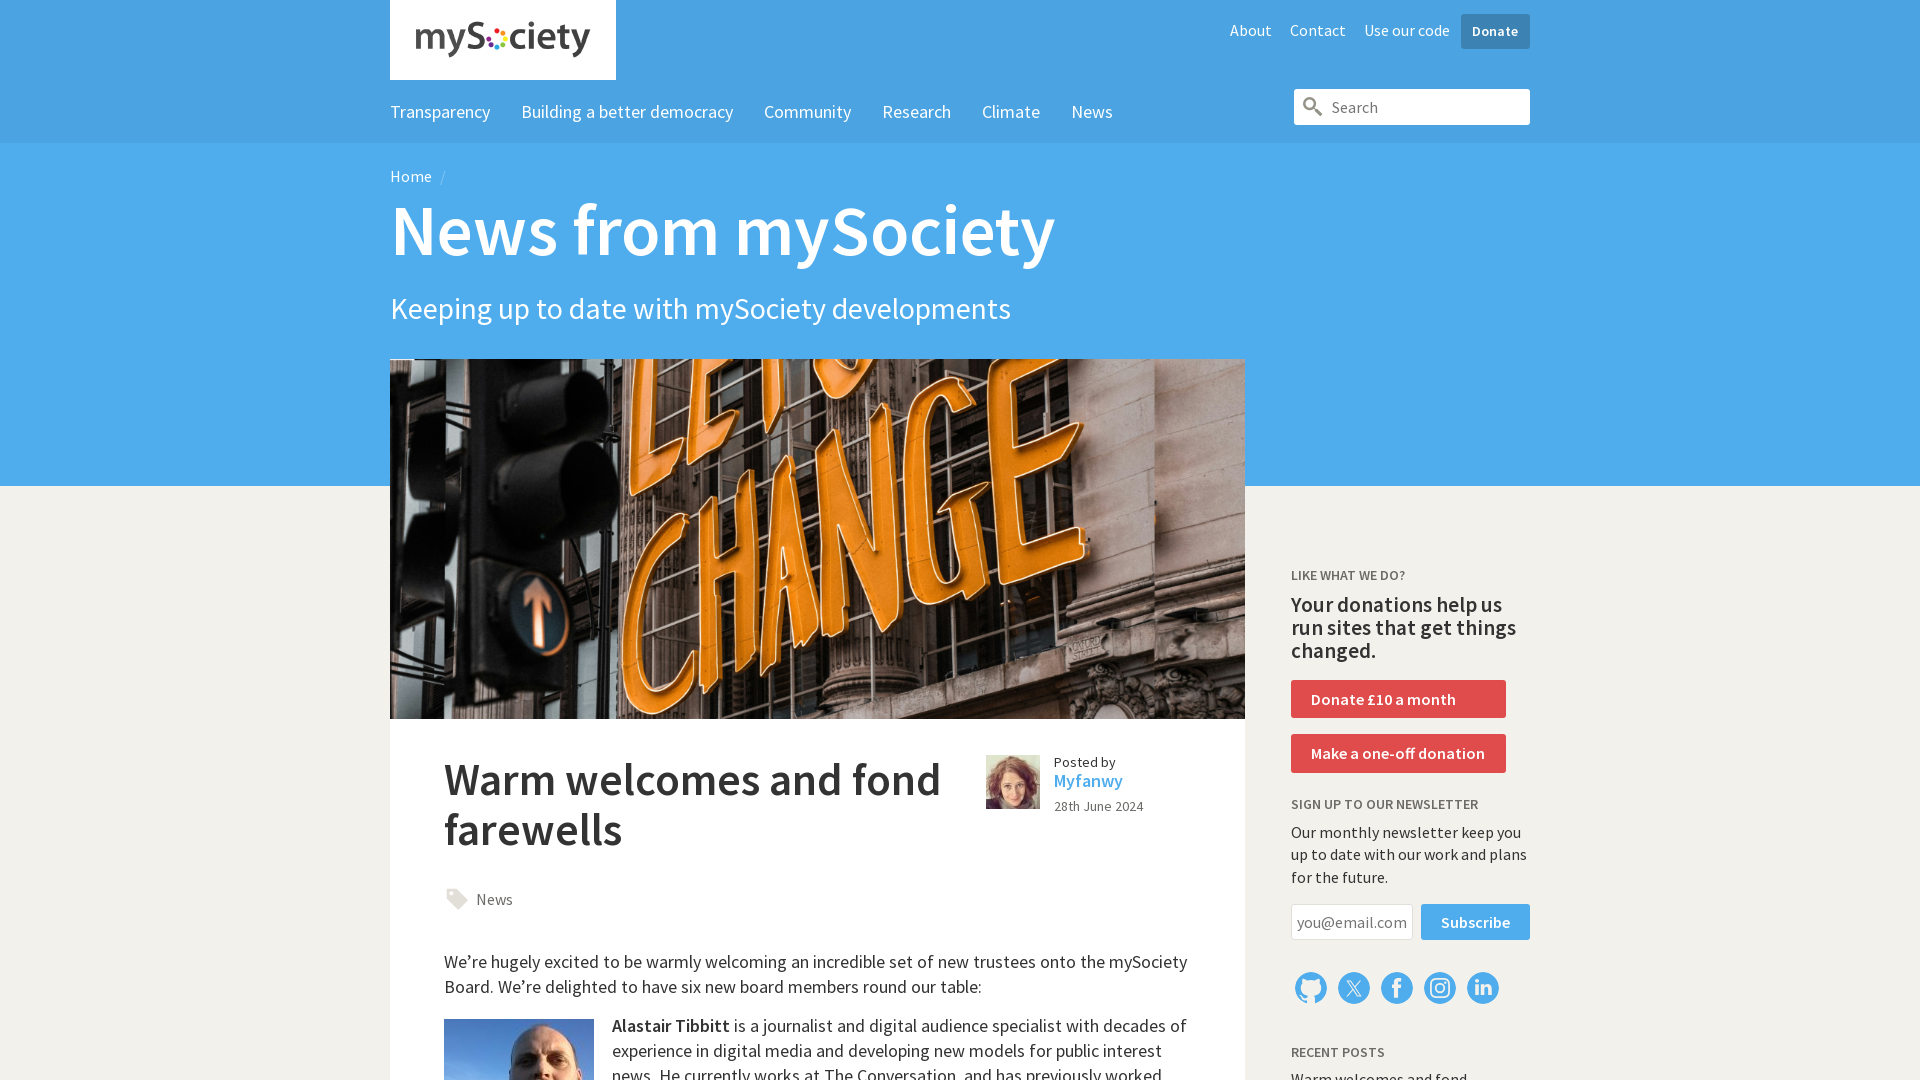 mySociety
About
Contact
Use our code
Donate
Transparency
Building a better democracy
Community
Research
Climate
News
Search
Home /
News from mySociety
Keeping up to date with mySociety developments
LET'S
CHANGE
Warm welcomes and fond
farewells
Posted by
Myfanwy
28th June 2024
News
We’re hugely excited to be warmly welcoming an incredible set of new trustees onto the mySociety
Board. We’re delighted to have six new board members round our table:
Alastair Tibbitt is a journalist and digital audience specialist with decades of
experience in digital media and developing new models for public interest
news. He currently works at The Conversation, and has previously worked
LIKE WHAT WE DO?
Your donations help us
run sites that get things
changed.
Donate £10 a month
Make a one-off donation
SIGN UP TO OUR NEWSLETTER
Our monthly newsletter keep you
up to date with our work and plans
for the future.
you@email.com
Subscribe
RECENT POSTS
Warm welcomes and fond